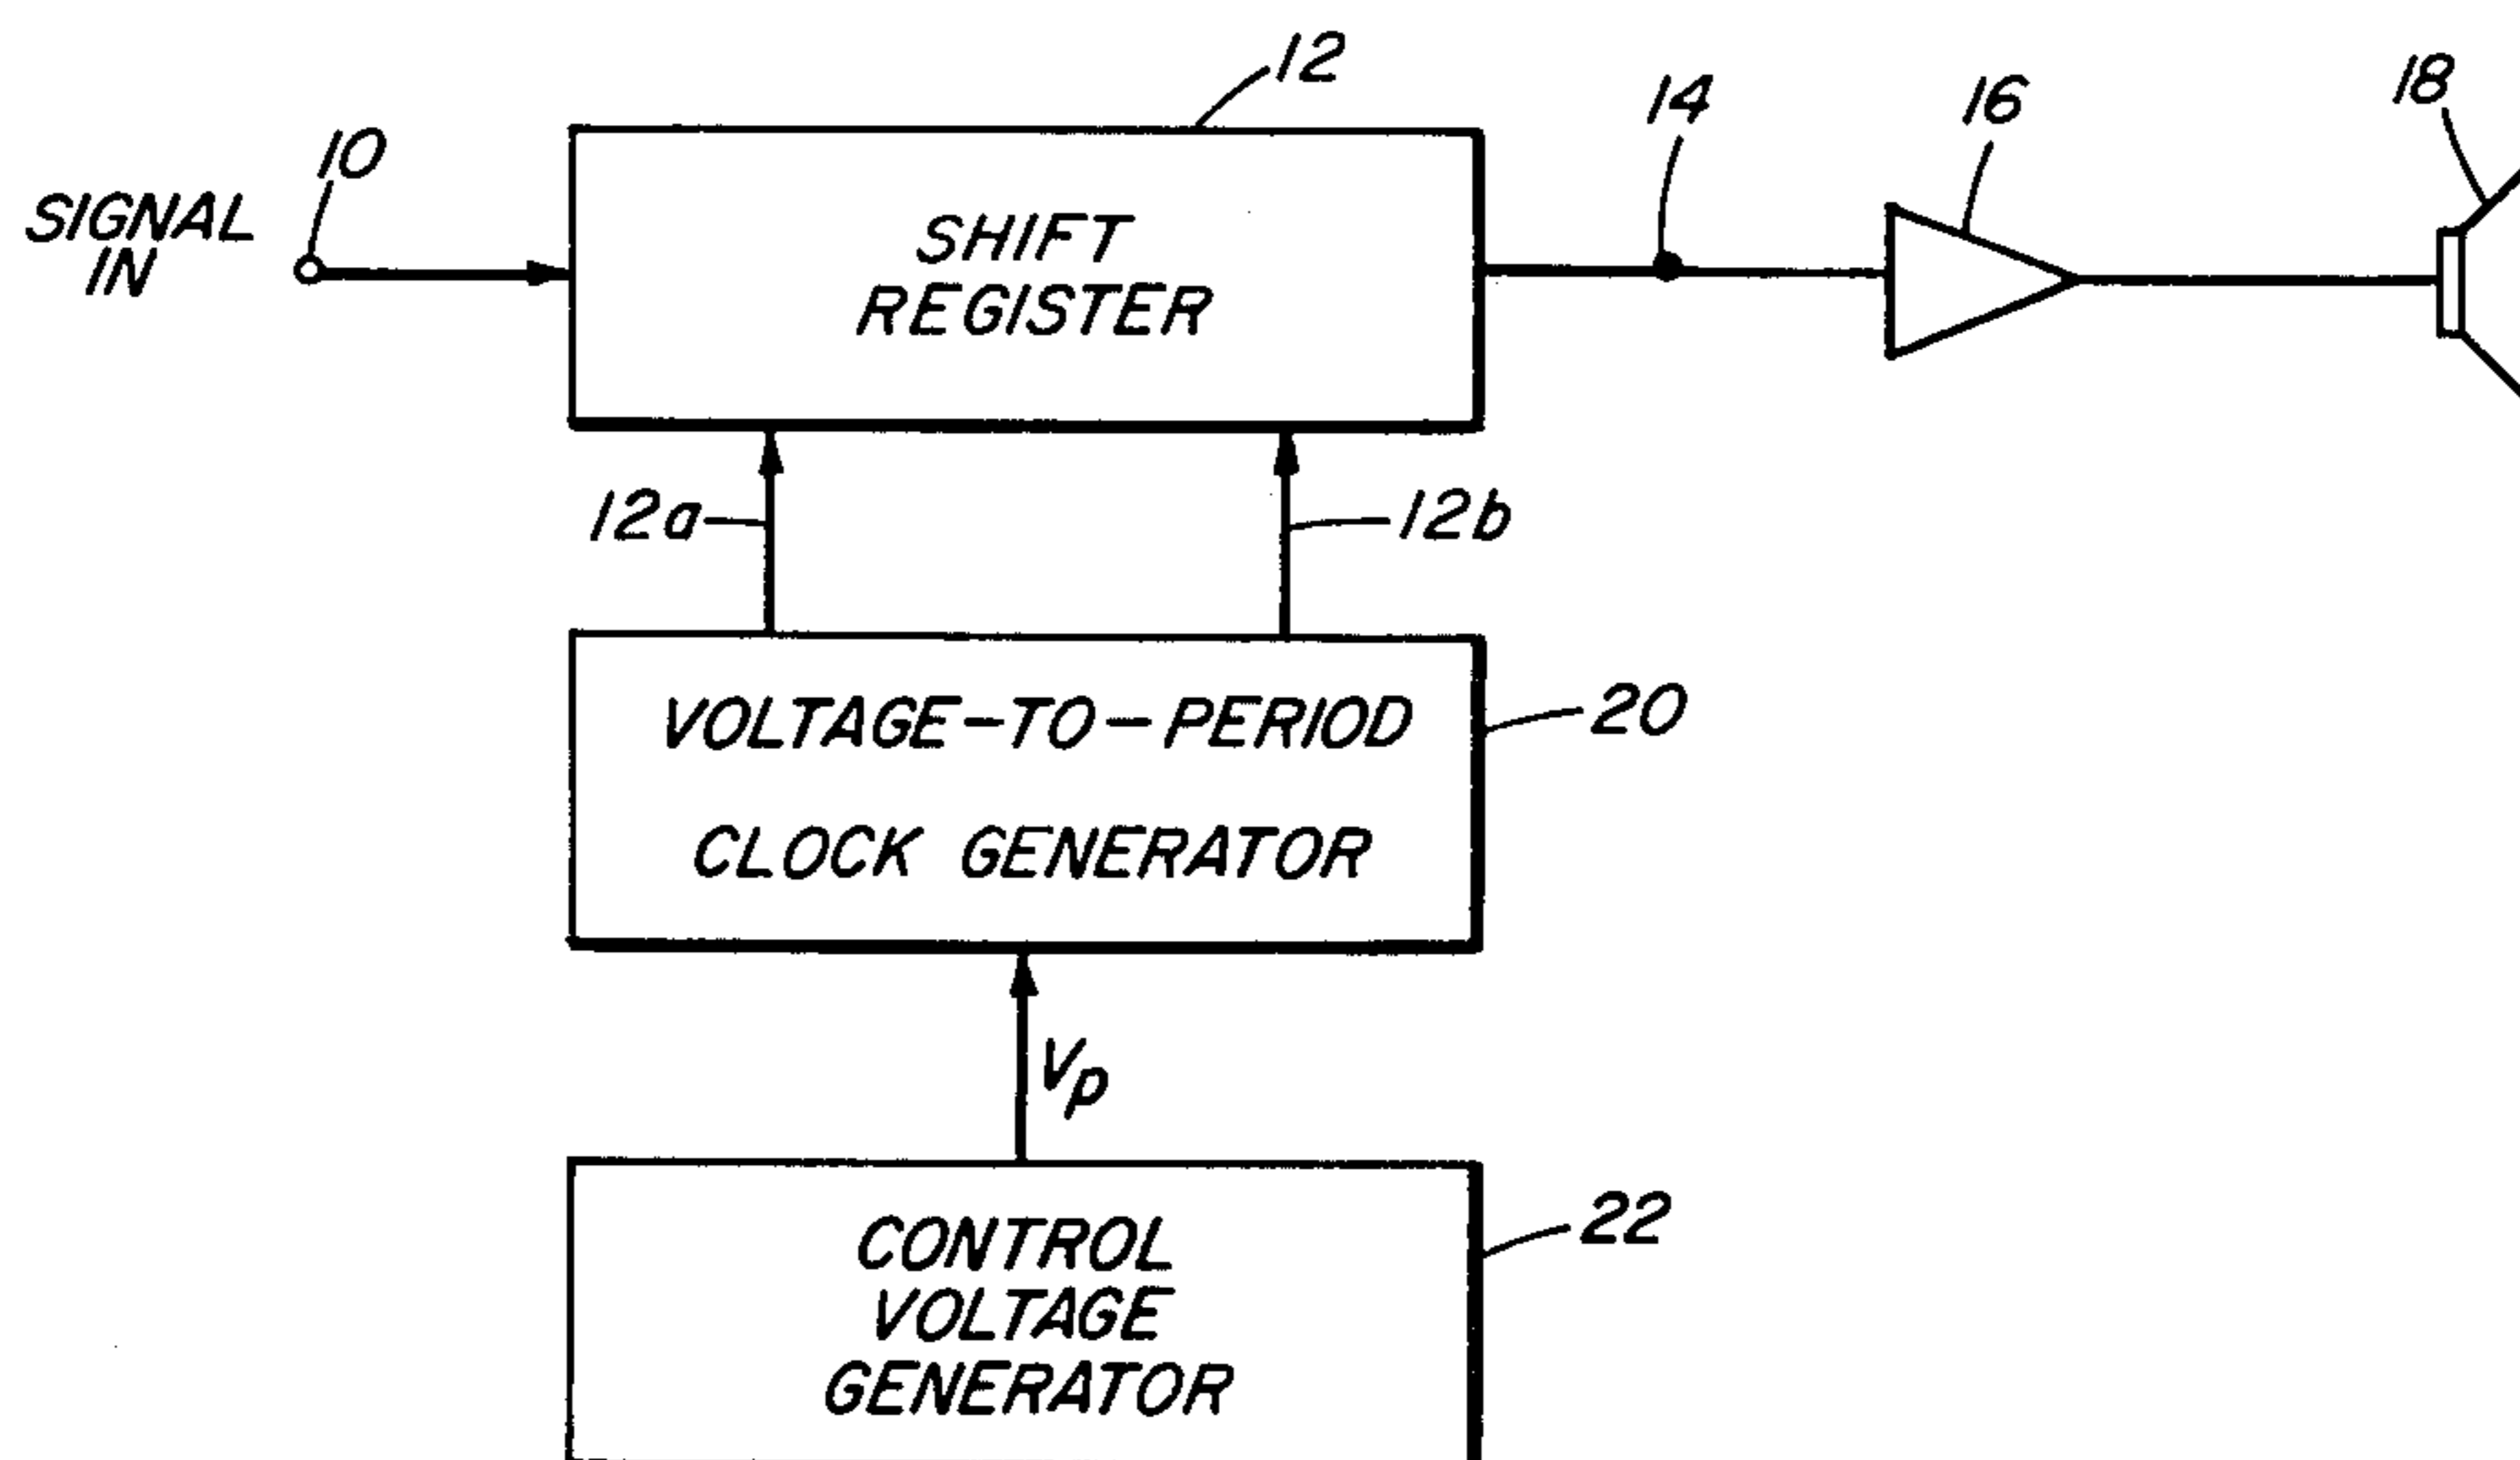 12
14
16
18
10
SIGNAL
IN
SHIFT
REGISTER
12a
12b
VOLTAGE-TO-PERIOD
CLOCK GENERATOR
20
Vp
CONTROL
VOLTAGE
GENERATOR
22